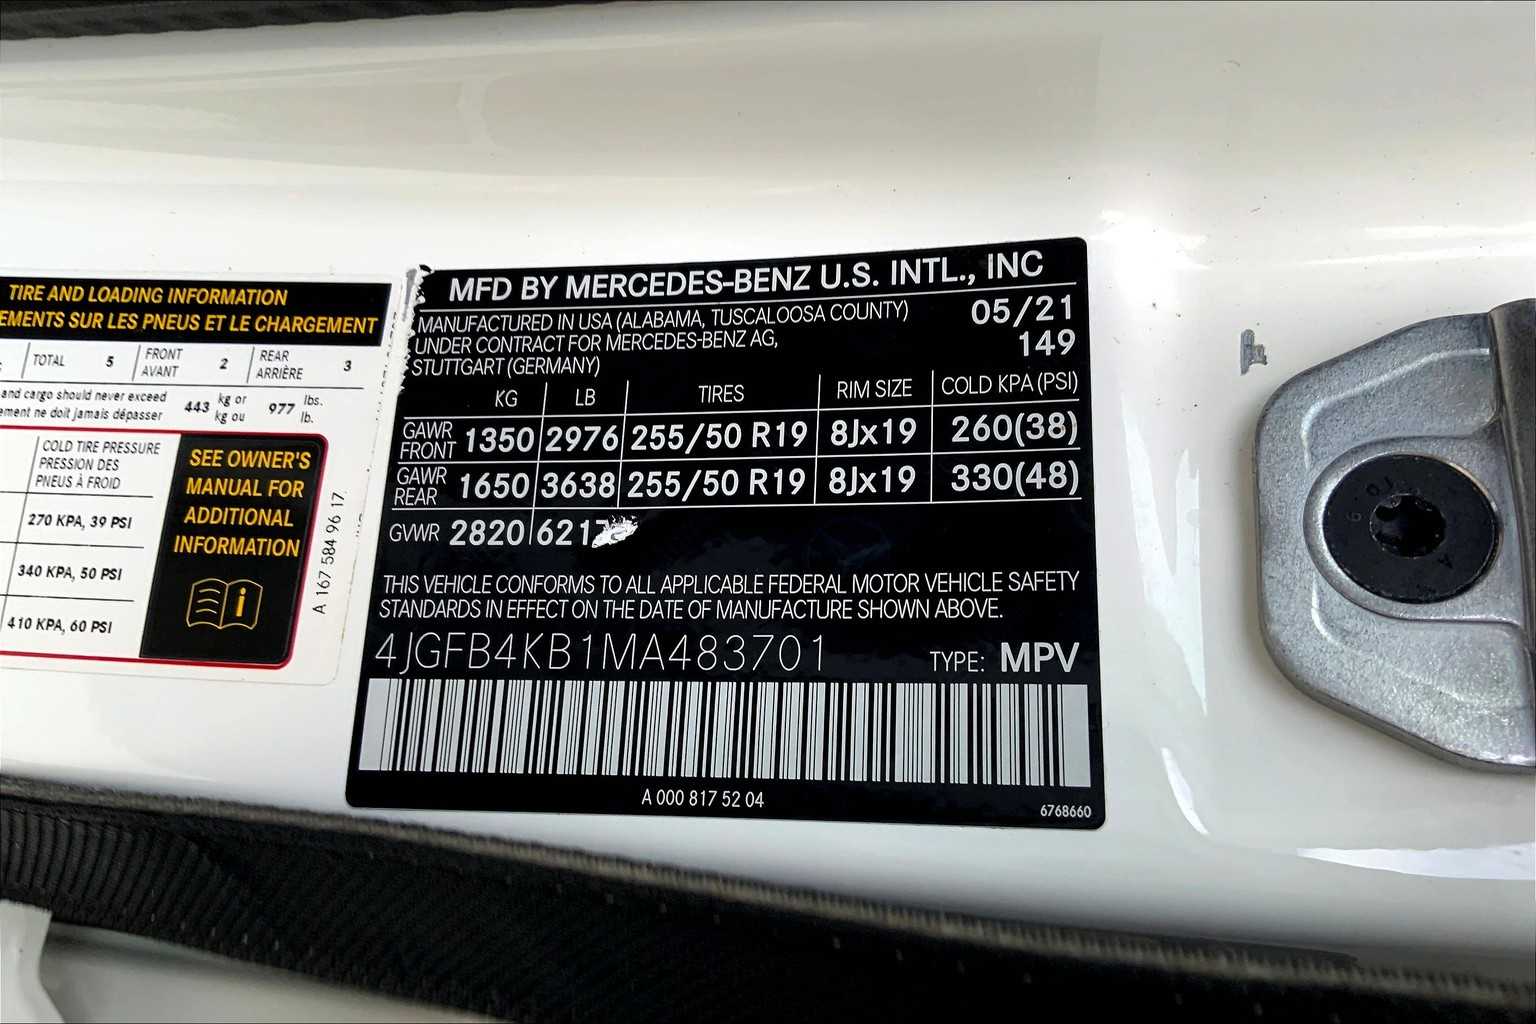 TIRE AND LOADING INFORMATION
EMENTS SUR LES PNEUS ET LE CHARGEMENT
TOTAL 5 FRONT AVANT 2 REAR ARRIÈRE 3
and cargo should never exceed
ement ne doit jamais dépasser
443 kg or kg ou 977 lbs. lb.
COLD TIRE PRESSURE
PRESSION DES
PNEUS À FROID
270 KPA, 39 PSI
340 KPA, 50 PSI
410 KPA, 60 PSI
SEE OWNER'S
MANUAL FOR
ADDITIONAL
INFORMATION
i
A 167 584 96 17
MFD BY MERCEDES-BENZ U.S. INTL., INC
MANUFACTURED IN USA (ALABAMA, TUSCALOOSA COUNTY) 05/21
UNDER CONTRACT FOR MERCEDES-BENZ AG, 149
STUTTGART (GERMANY)
KG LB TIRES RIM SIZE COLD KPA (PSI)
GAWR FRONT 1350 2976 255/50 R19 8Jx19 260(38)
GAWR REAR 1650 3638 255/50 R19 8Jx19 330(48)
GVWR 2820
THIS VEHICLE CONFORMS TO ALL APPLICABLE FEDERAL MOTOR VEHICLE SAFETY
STANDARDS IN EFFECT ON THE DATE OF MANUFACTURE SHOWN ABOVE.
4JGFB4KB1MA483701 TYPE: MPV
A 000 817 52 04
6768660